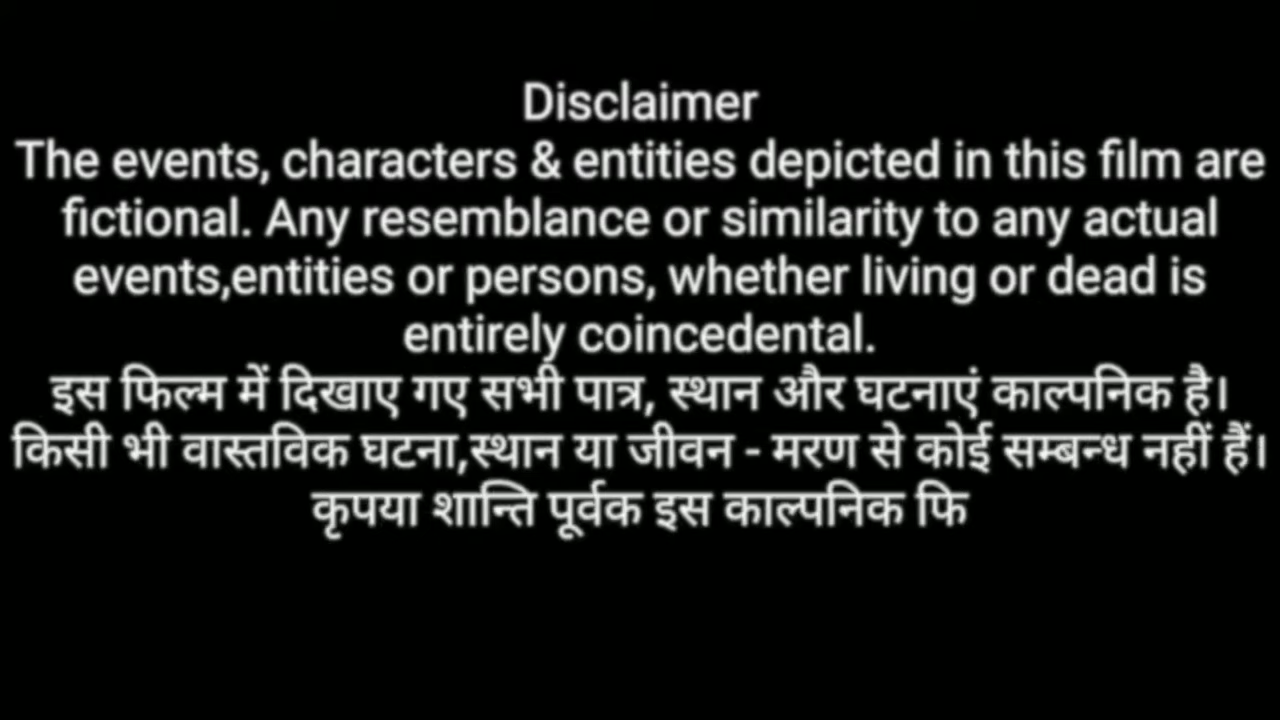 Disclaimer
The events, characters & entities depicted in this film are
fictional. Any resemblance or similarity to any actual
events,entities or persons, whether living or dead is
entirely coincedental.
इस फिल्म में दिखाए गए सभी पात्र, स्थान और घटनाएं काल्पनिक है।
किसी भी वास्तविक घटना,स्थान या जीवन - मरण से कोई सम्बन्ध नहीं हैं।
कृपया शान्ति पूर्वक इस काल्पनिक फि